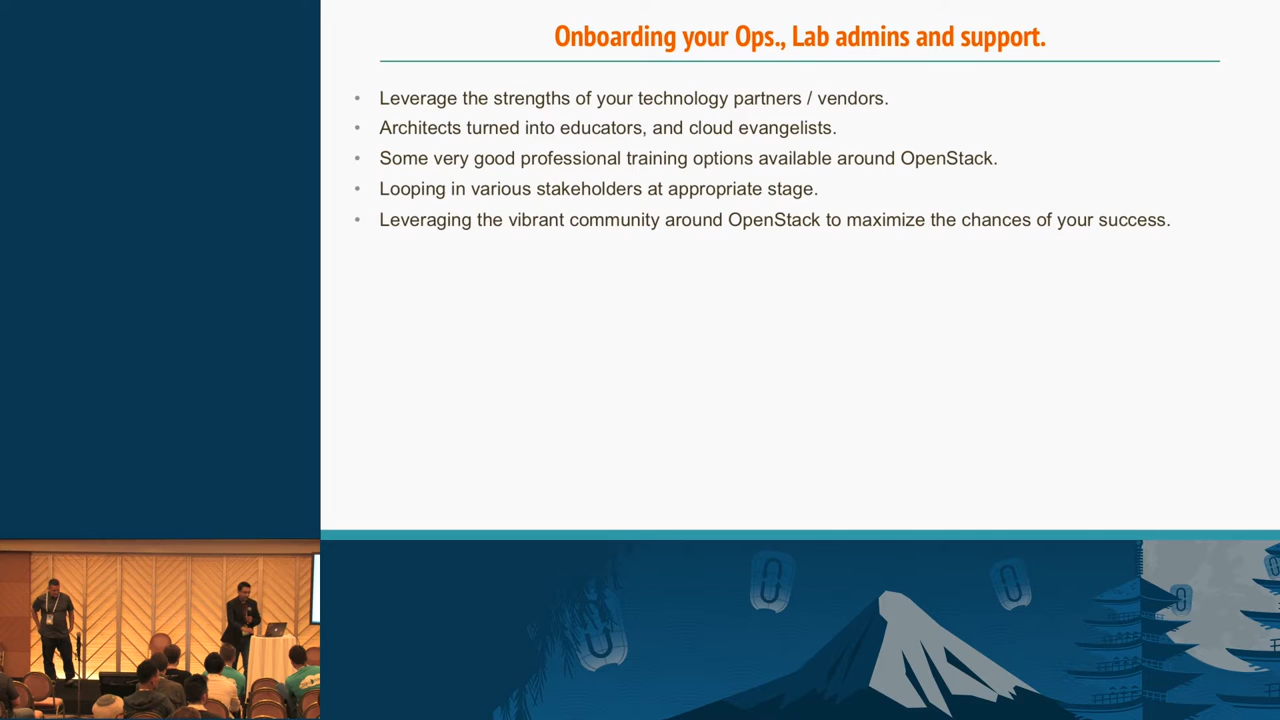 Onboarding your Ops., Lab admins and support.
• Leverage the strengths of your technology partners / vendors.
• Architects turned into educators, and cloud evangelists.
• Some very good professional training options available around OpenStack.
• Looping in various stakeholders at appropriate stage.
• Leveraging the vibrant community around OpenStack to maximize the chances of your success.